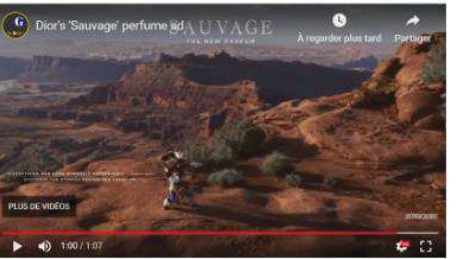 G
Dior's 'Sauvage' perfume ad
SAUVAGE
THE NEW PARFUM
À regarder plus tard
Partager
PLUS DE VIDÉOS
SUBSCRIBE
1:00 / 1:07